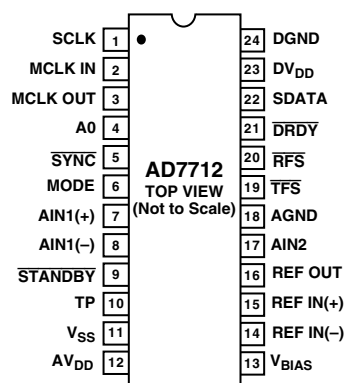 SCLK 1 24 DGND
MCLK IN 2 23 DVDD
MCLK OUT 3 22 SDATA
A0 4 21 DRDY
SYNC 5 20 RFS
MODE 6 19 TFS
AIN1(+) 7 18 AGND
AIN1(–) 8 17 AIN2
STANDBY 9 16 REF OUT
TP 10 15 REF IN(+)
VSS 11 14 REF IN(–)
AVDD 12 13 VBIAS
AD7712
TOP VIEW
(Not to Scale)